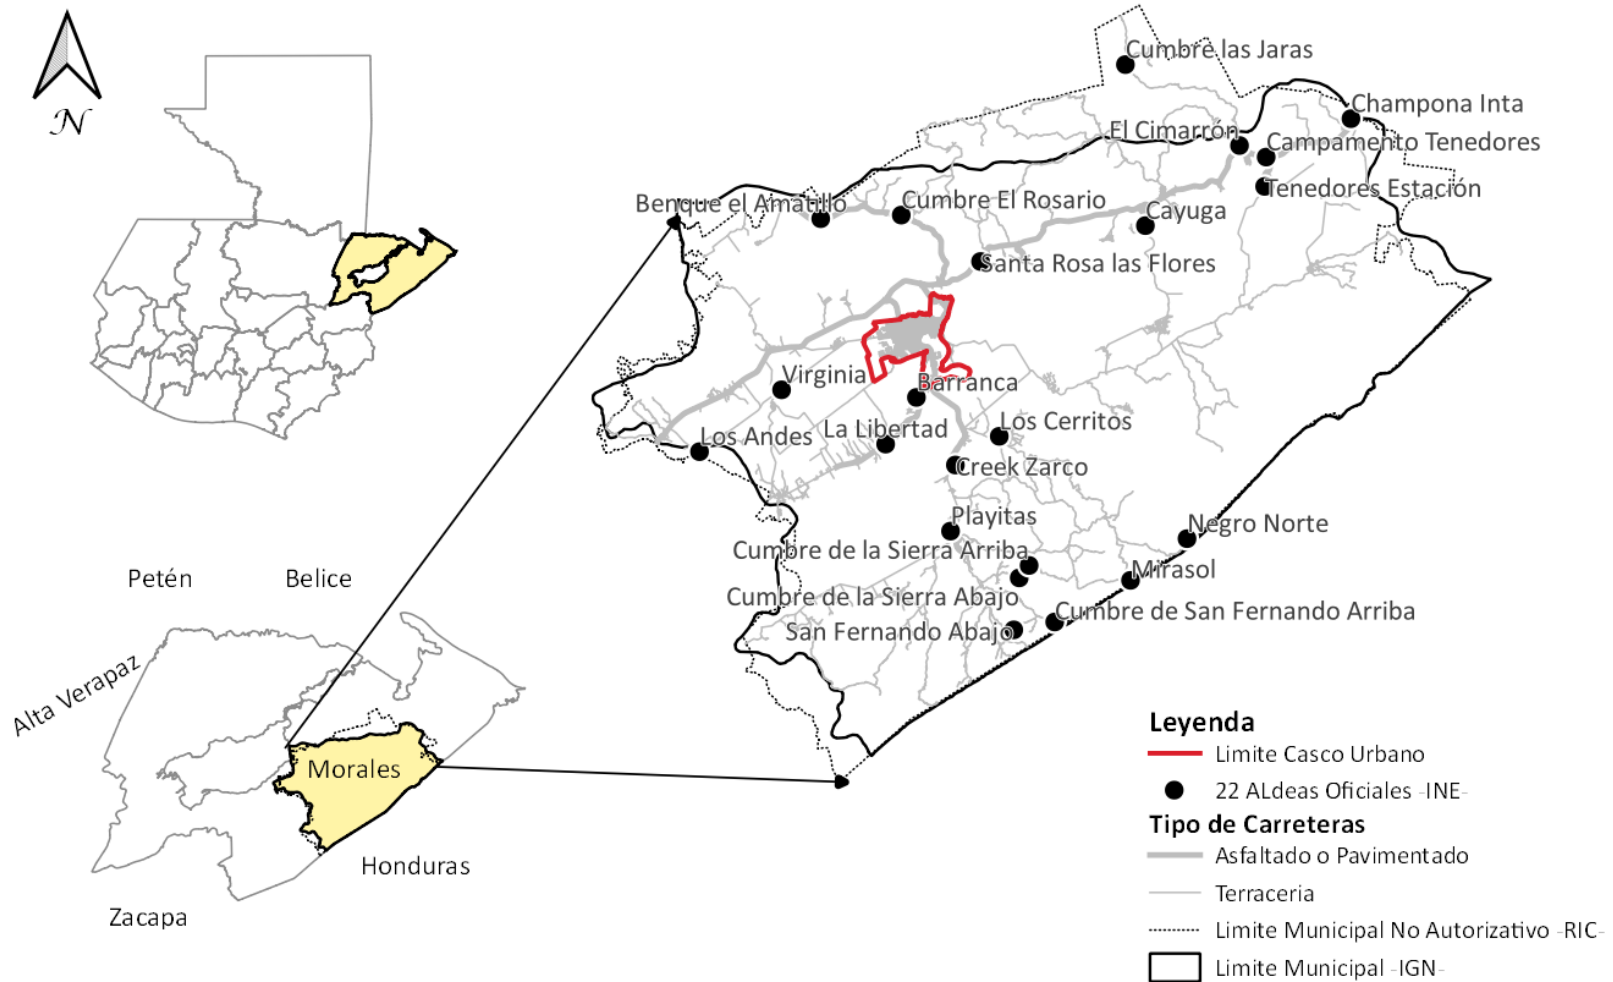 N
Cumbre las Jaras
Champona Inta
El Cimarrón
Campamento Tenedores
Tenedores Estación
Benque el Amatillo
Cumbre El Rosario
Cayuga
Santa Rosa las Flores
Virginia
Barranca
Los Andes
La Libertad
Los Cerritos
Creek Zarco
Playitas
Negro Norte
Cumbre de la Sierra Arriba
Mirasol
Cumbre de la Sierra Abajo
Cumbre de San Fernando Arriba
San Fernando Abajo
Petén
Belice
Alta Verapaz
Morales
Honduras
Zacapa
Leyenda
Limite Casco Urbano
22 ALdeas Oficiales -INE-
Tipo de Carreteras
Asfaltado o Pavimentado
Terraceria
Limite Municipal No Autorizativo -RIC-
Limite Municipal -IGN-